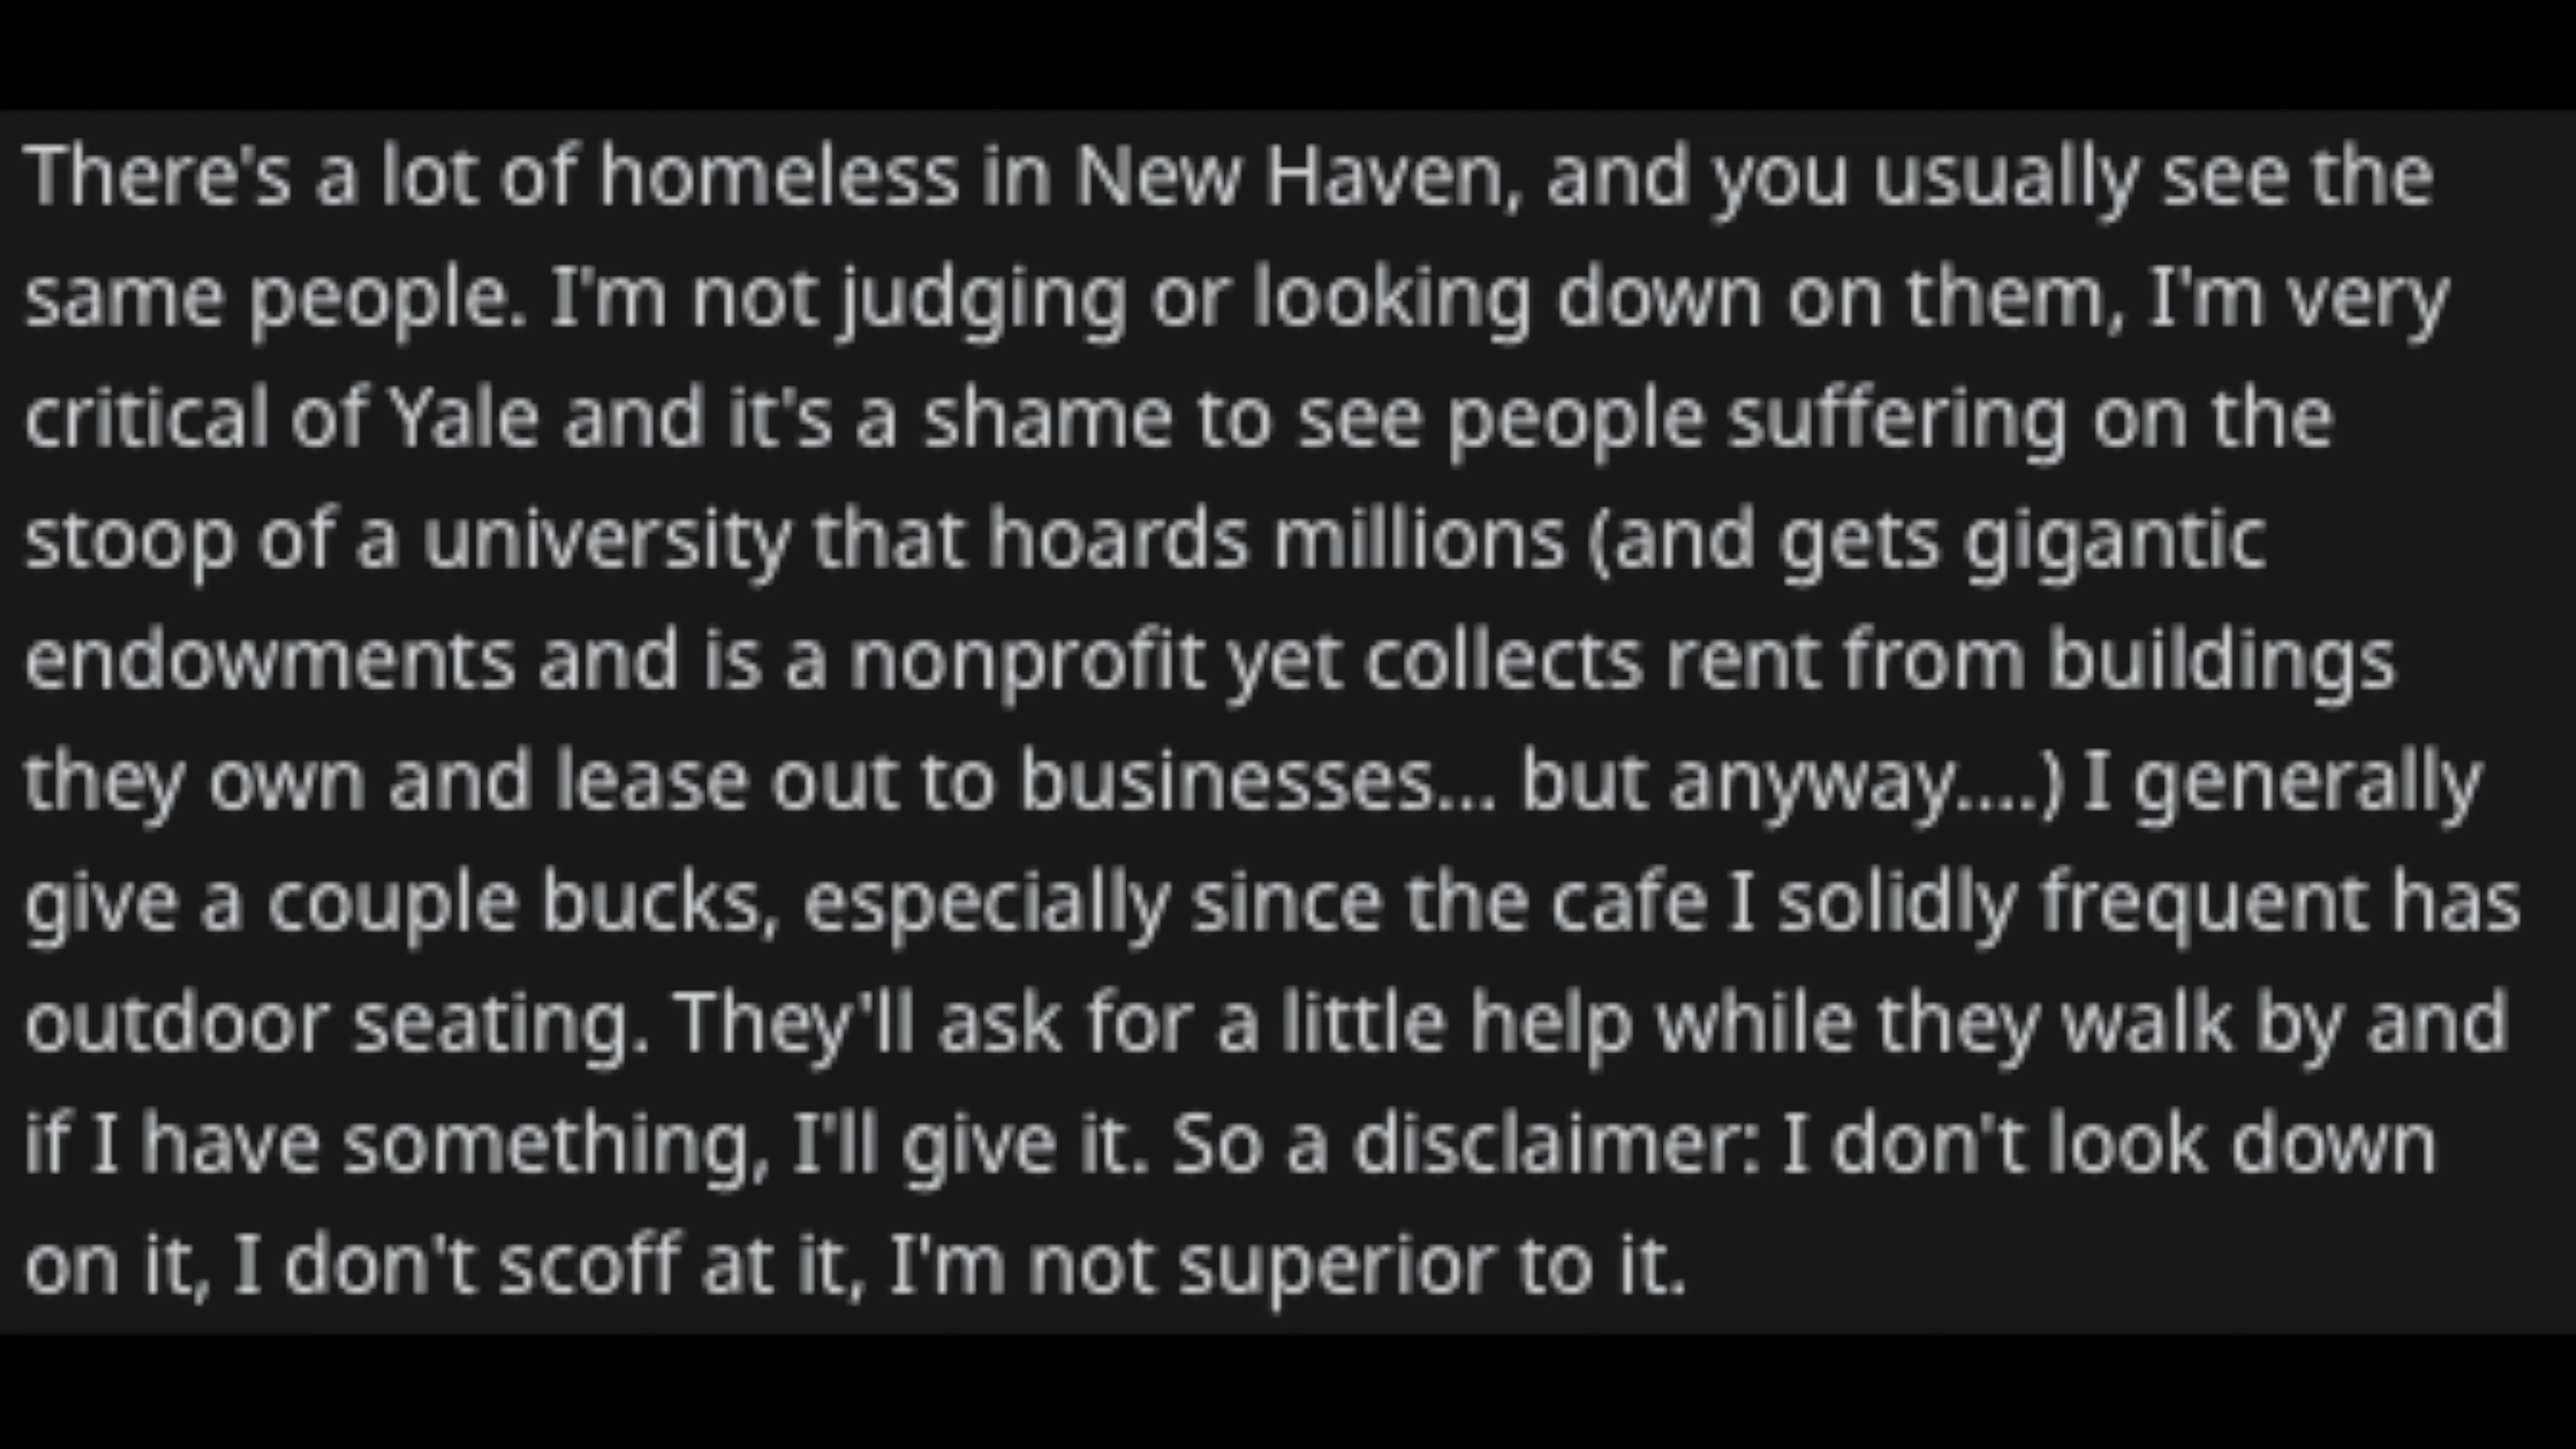 There's a lot of homeless in New Haven, and you usually see the
same people. I'm not judging or looking down on them, I'm very
critical of Yale and it's a shame to see people suffering on the
stoop of a university that hoards millions (and gets gigantic
endowments and is a nonprofit yet collects rent from buildings
they own and lease out to businesses... but anyway....) I generally
give a couple bucks, especially since the cafe I solidly frequent has
outdoor seating. They'll ask for a little help while they walk by and
if I have something, I'll give it. So a disclaimer: I don't look down
on it, I don't scoff at it, I'm not superior to it.